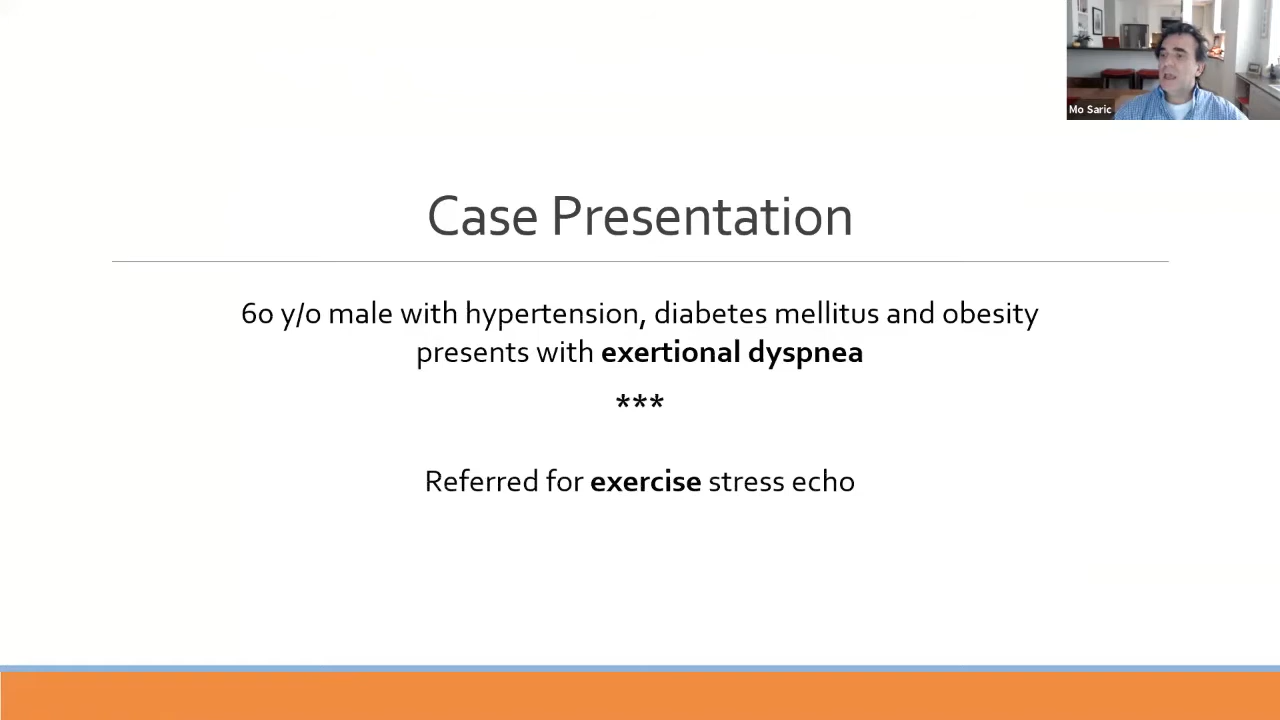 Mo Saric
Case Presentation
60 y/o male with hypertension, diabetes mellitus and obesity
presents with exertional dyspnea
***
Referred for exercise stress echo